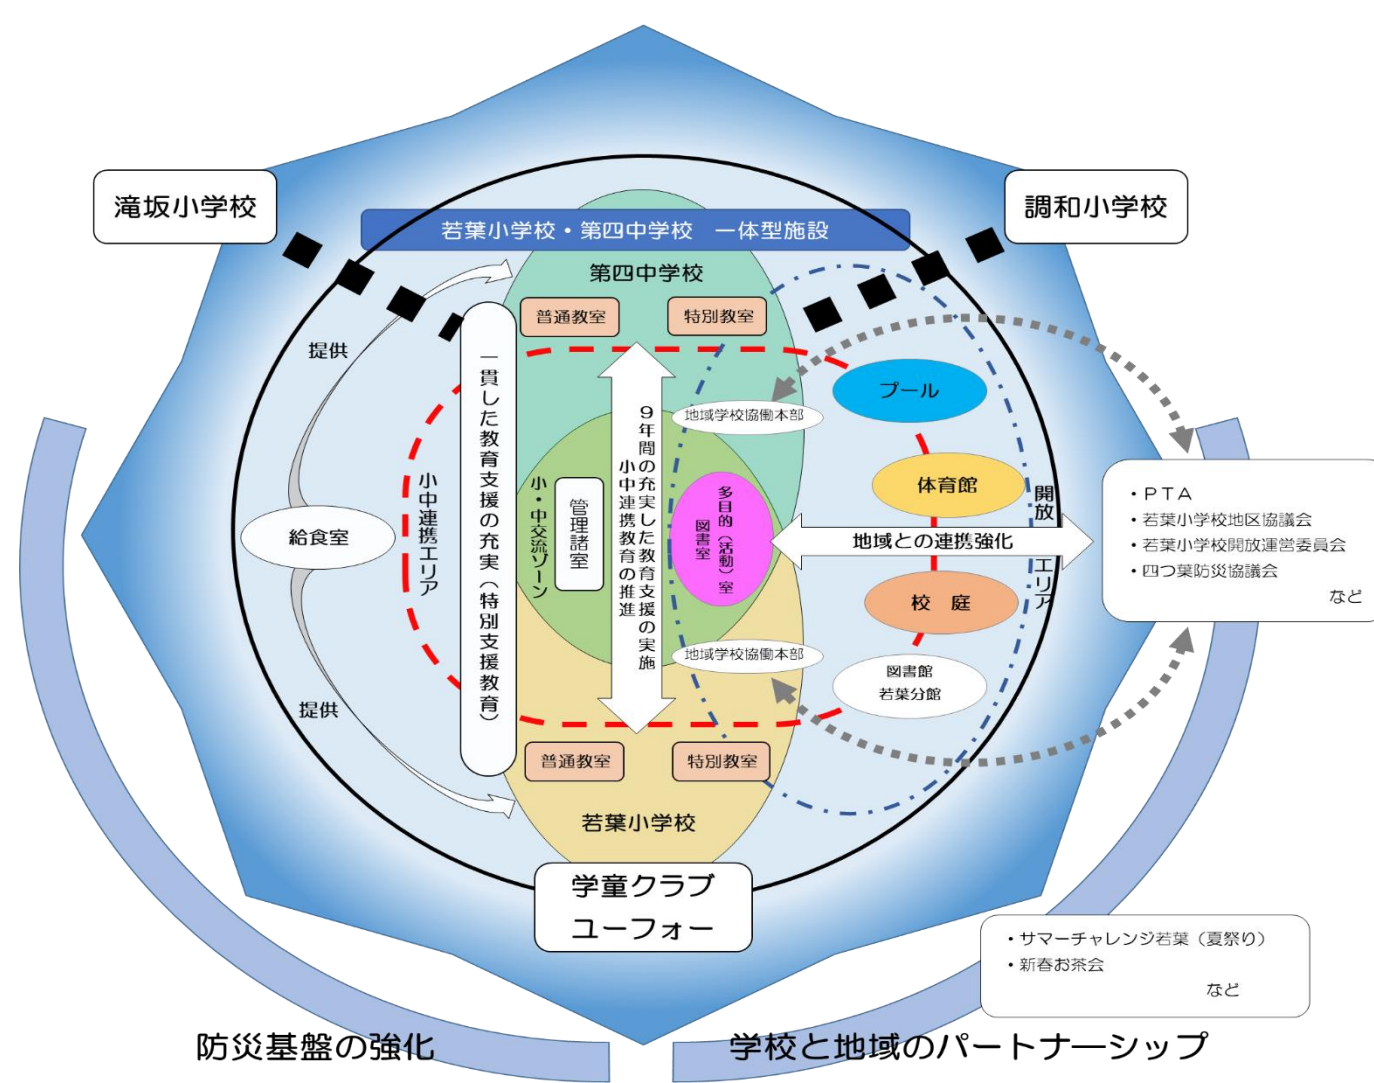 滝坂小学校
調和小学校
若葉小学校・第四中学校　一体型施設
第四中学校
普通教室
特別教室
提供
一貫した教育支援の充実（特別支援教育）
9年間の充実した教育支援の実施
小中連携教育の推進
プール
地域学校協働本部
体育館
小中連携エリア
小・中交流ゾーン
管理諸室
多目的（活動）室
図書室
開放エリア
・PTA
・若葉小学校地区協議会
・若葉小学校開放運営委員会
・四つ葉防災協議会
など
給食室
地域との連携強化
校　庭
地域学校協働本部
図書館
若葉分館
提供
普通教室
特別教室
若葉小学校
学童クラブ
ユーフォー
・サマーチャレンジ若葉（夏祭り）
・新春お茶会
など
防災基盤の強化
学校と地域のパートナーシップ